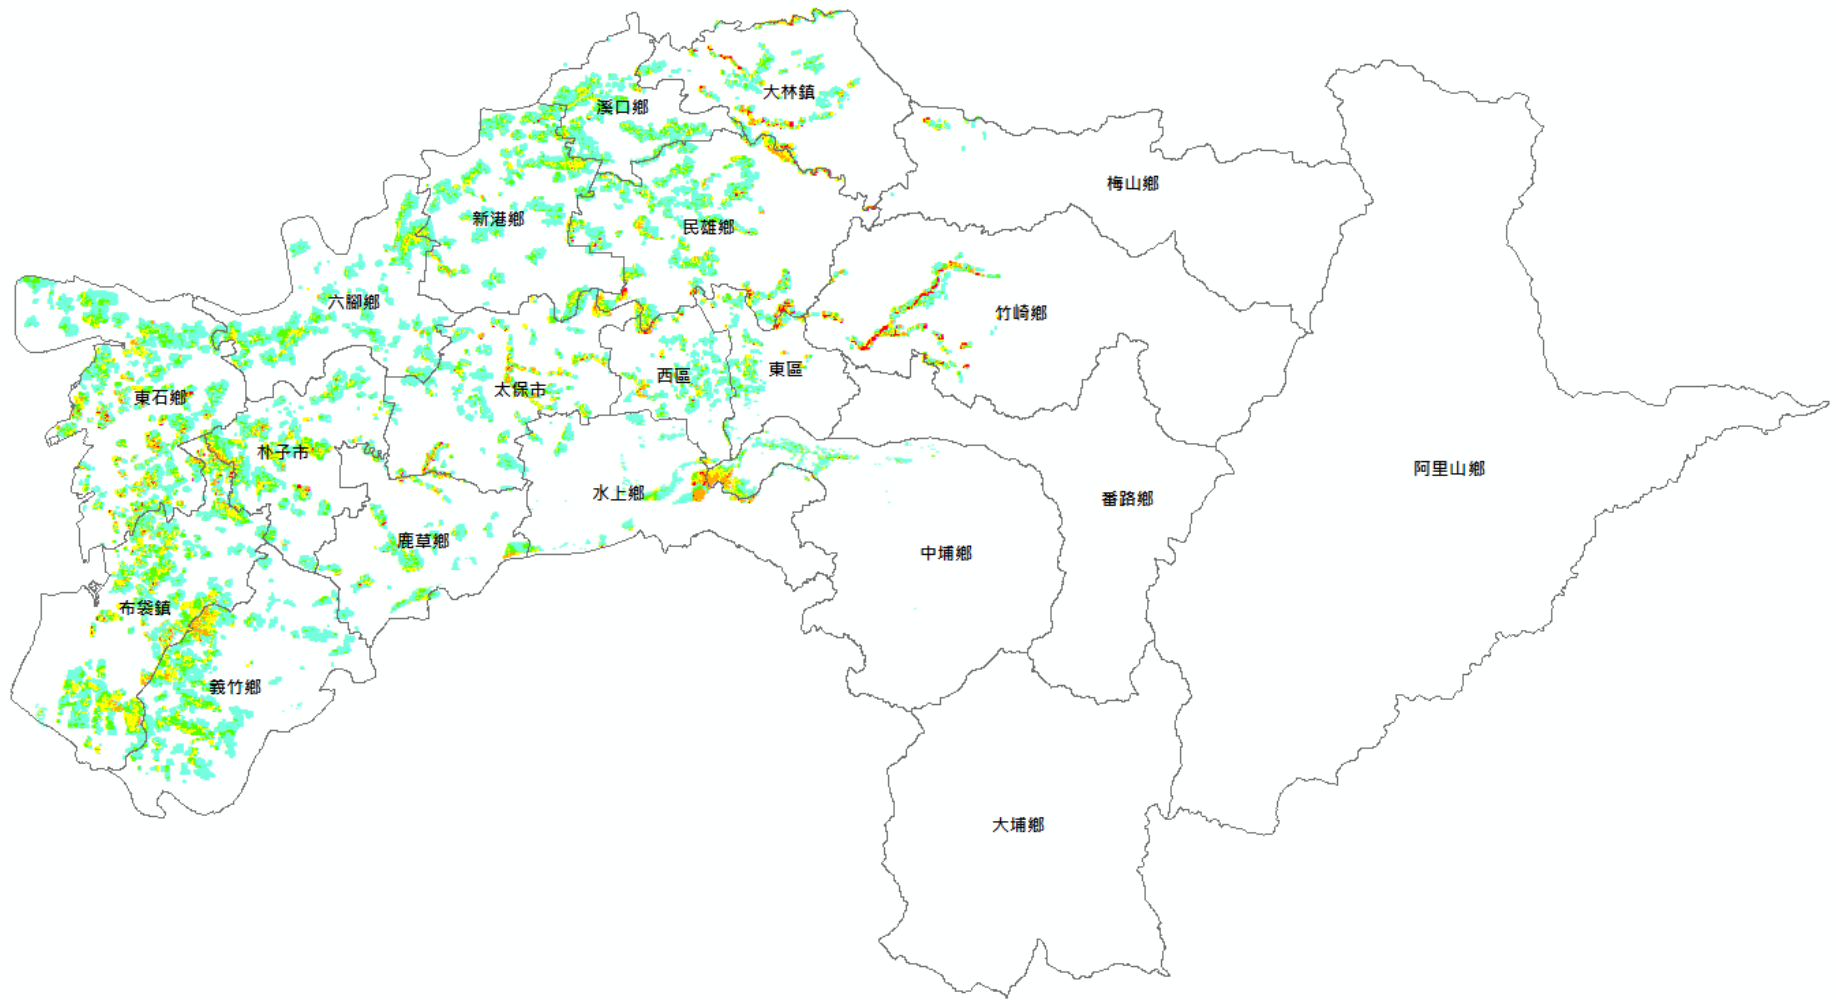 大林鎮
溪口鄉
梅山鄉
新港鄉
民雄鄉
六腳鄉
竹崎鄉
東區
西區
太保市
東石鄉
朴子市
阿里山鄉
水上鄉
番路鄉
鹿草鄉
中埔鄉
布袋鎮
義竹鄉
大埔鄉